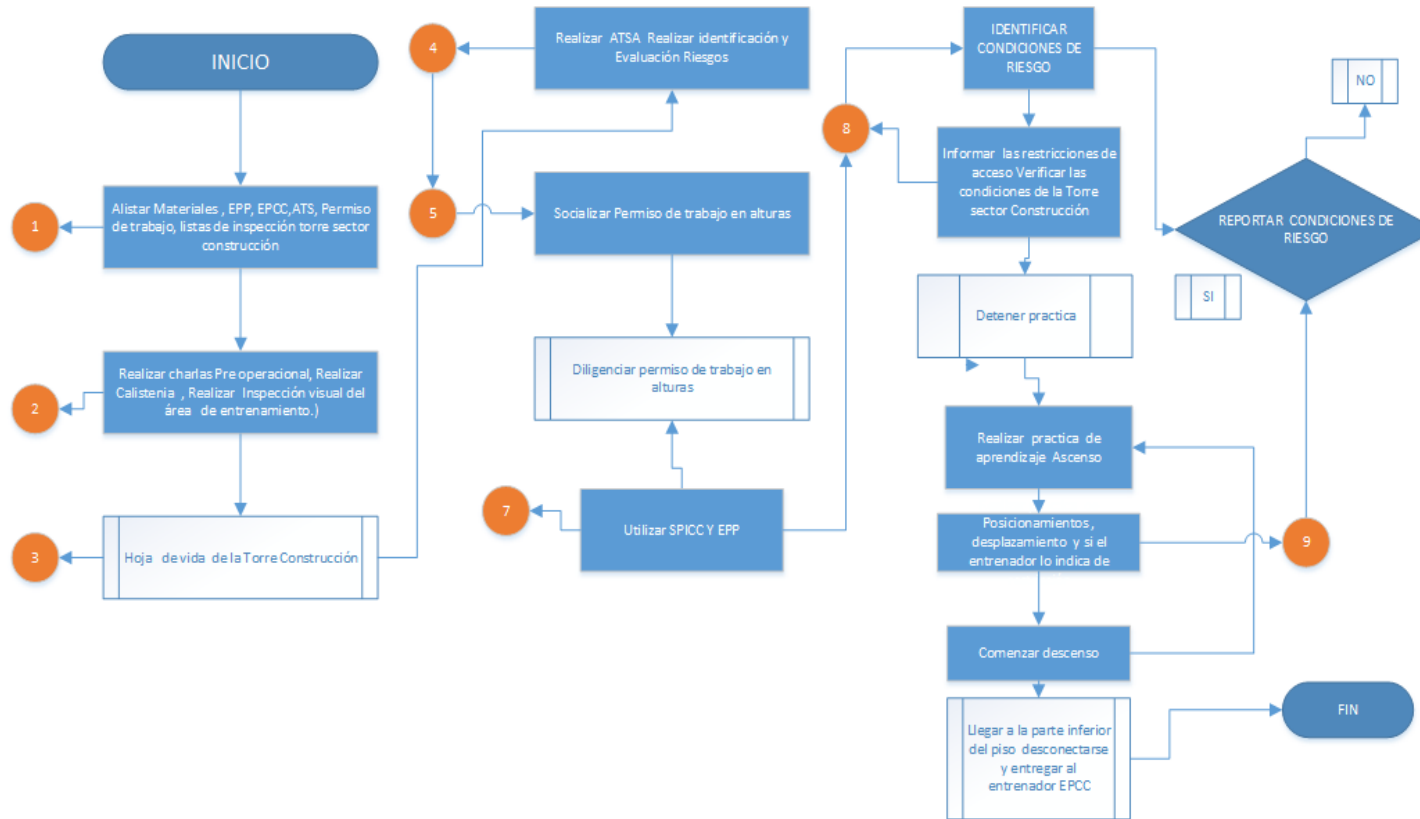 INICIO
1
Alistar Materiales , EPP, EPCC,ATS, Permiso
de trabajo, listas de inspección torre sector
construcción
2
Realizar charlas Pre operacional, Realizar
Calistenia , Realizar Inspección visual del
área de entrenamiento.)
3
Hoja de vida de la Torre Construcción
4
Realizar ATSA Realizar identificación y
Evaluación Riesgos
5
Socializar Permiso de trabajo en alturas
Diligenciar permiso de trabajo en
alturas
7
Utilizar SPICC Y EPP
8
IDENTIFICAR
CONDICIONES DE
RIESGO
Informar las restricciones de
acceso Verificar las
condiciones de la Torre
sector Construcción
Detener practica
Realizar practica de
aprendizaje Ascenso
Posicionamientos ,
desplazamiento y si el
entrenador lo indica de
Comenzar descenso
Llegar a la parte inferior
del piso desconectarse
y entregar al
entrenador EPCC
NO
REPORTAR CONDICIONES DE
RIESGO
SI
9
FIN